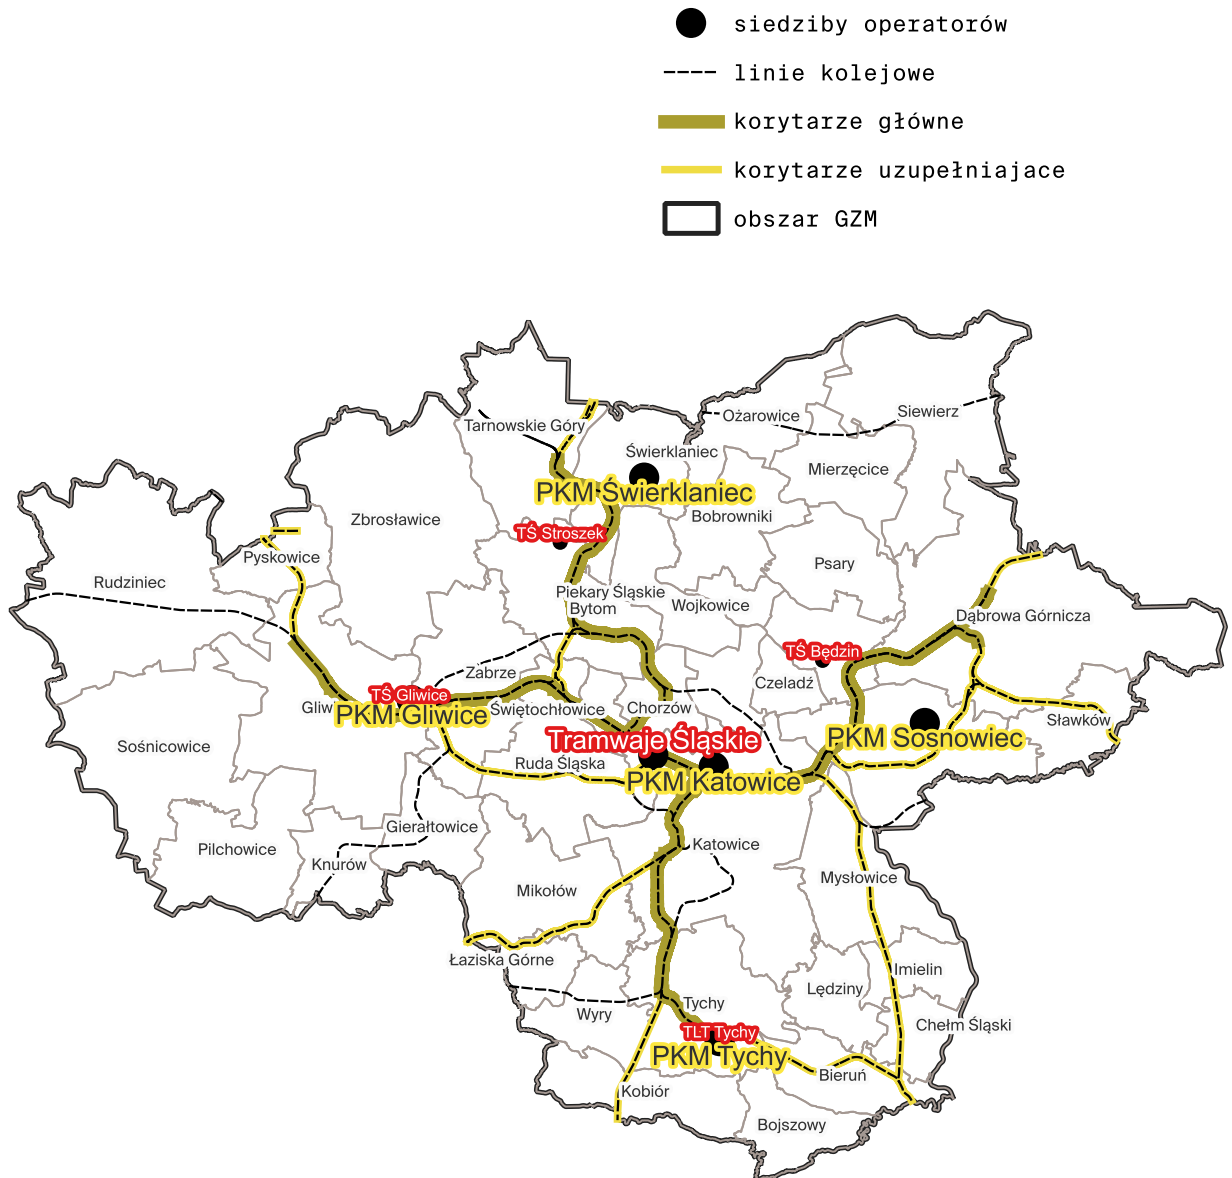 siedziby operatorów
linie kolejowe
korytarze główne
korytarze uzupełniajace
obszar GZM
Ożarowice
Siewierz
Tarnowskie Góry
Świerklaniec
Mierzęcice
PKM Świerklaniec
Zbrosławice
Bobrowniki
TŚ Stroszek
Pyskowice
Psary
Rudziniec
Piekary Śląskie
Wojkowice
Bytom
Dąbrowa Górnicza
TŚ Będzin
Zabrze
Czeladź
TŚ Gliwice
Gliw
PKM Gliwice
Świętochłowice
Chorzów
Sławków
Sośnicowice
Tramwaje Śląskie
PKM Sosnowiec
Ruda Śląska
PKM Katowice
Gierałtowice
Pilchowice
Katowice
Knurów
Mikołów
Mysłowice
Łaziska Górne
Imielin
Lędziny
Wyry
Tychy
Chełm Śląski
TLT Tychy
PKM Tychy
Bieruń
Kobiór
Bojszowy